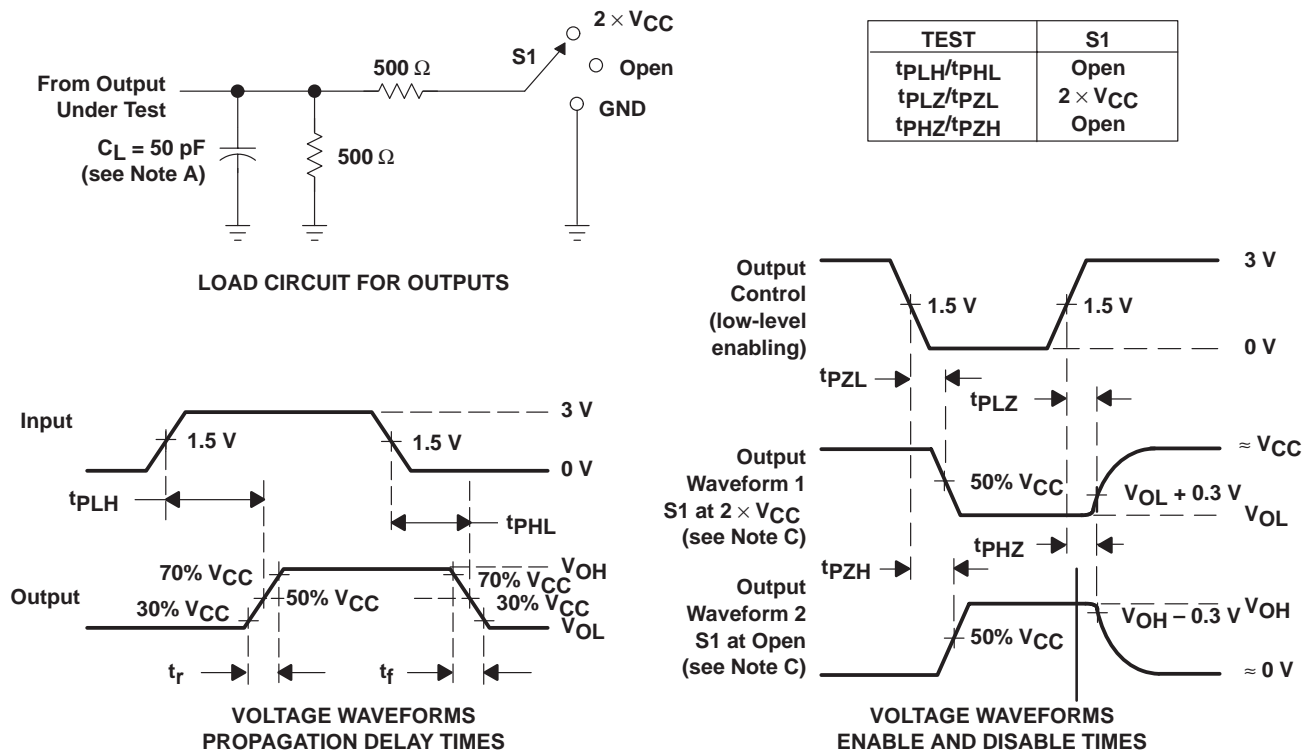 2 × VCC
S1
Open
500 Ω
From Output
Under Test
GND
CL = 50 pF
(see Note A)
500 Ω
LOAD CIRCUIT FOR OUTPUTS
TEST S1
tPLH/tPHL Open
tPLZ/tPZL 2 × VCC
tPHZ/tPZH Open
Input
3 V
1.5 V
1.5 V
0 V
tPLH
tPHL
Output
70% VCC
30% VCC
50% VCC
VOH
70% VCC
30% VCC
VOL
tr
tf
VOLTAGE WAVEFORMS
PROPAGATION DELAY TIMES
Output
Control
(low-level
enabling)
3 V
1.5 V
1.5 V
0 V
tPZL
tPLZ
Output
Waveform 1
S1 at 2 × VCC
(see Note C)
≈ VCC
50% VCC
VOL + 0.3 V
VOL
tPHZ
tPZH
Output
Waveform 2
S1 at Open
(see Note C)
VOH
VOH − 0.3 V
50% VCC
≈ 0 V
VOLTAGE WAVEFORMS
ENABLE AND DISABLE TIMES